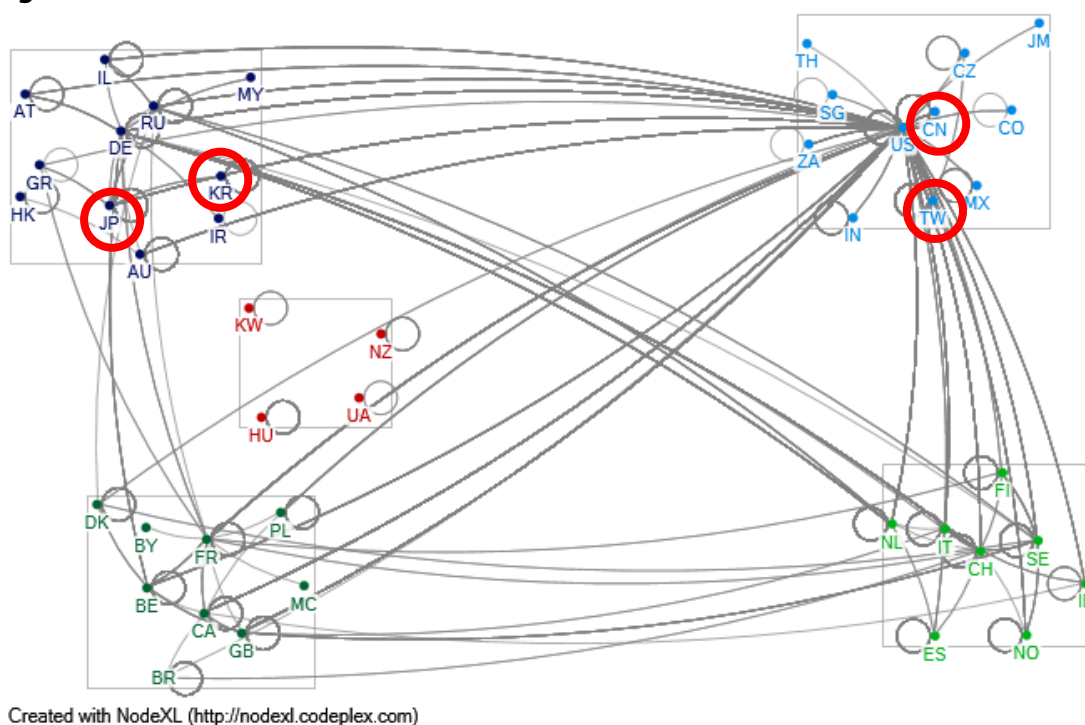 IL
MY
AT
RU
DE
GR
KR
HK
JP
IR
AU
TH
JM
CZ
SG
CN
CO
US
ZA
MX
TW
IN
KW
NZ
UA
HU
DK
PL
BY
FR
BE
MC
CA
GB
BR
FI
NL
IT
SE
CH
ES
NO
Created with NodeXL (http://nodexl.codeplex.com)